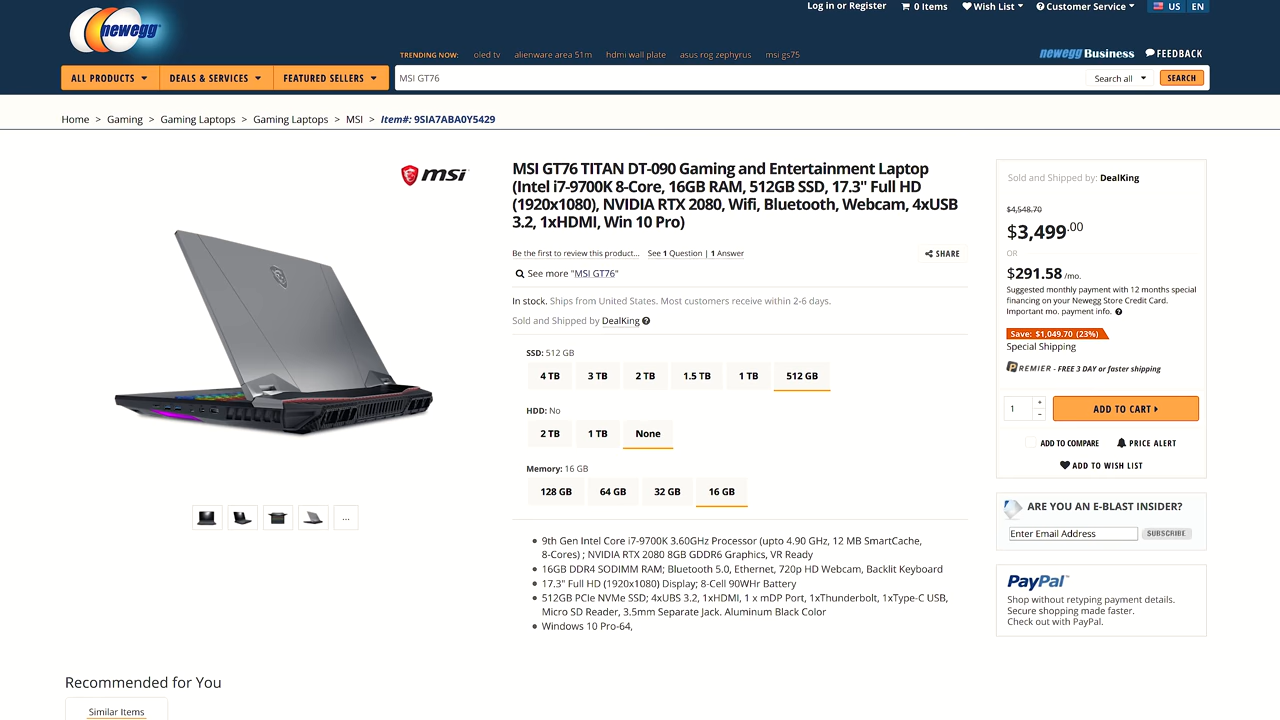 newegg
Log in or Register
0 Items
Wish List
Customer Service
US
EN
TRENDING NOW: oled tv alienware area 51m hdmi wall plate asus rog zephyrus msi gs75
newegg Business
FEEDBACK
ALL PRODUCTS
DEALS & SERVICES
FEATURED SELLERS
MSI GT76
Search all
SEARCH
Home > Gaming > Gaming Laptops > Gaming Laptops > MSI > Item#: 9SIA7ABA0Y5429
msi
MSI GT76 TITAN DT-090 Gaming and Entertainment Laptop
(Intel i7-9700K 8-Core, 16GB RAM, 512GB SSD, 17.3" Full HD
(1920x1080), NVIDIA RTX 2080, Wifi, Bluetooth, Webcam, 4xUSB
3.2, 1xHDMI, Win 10 Pro)
Be the first to review this product... See 1 Question | 1 Answer
SHARE
See more "MSI GT76"
In stock. Ships from United States. Most customers receive within 2-6 days.
Sold and Shipped by DealKing
SSD: 512 GB
4 TB 3 TB 2 TB 1.5 TB 1 TB 512 GB
HDD: No
2 TB 1 TB None
Memory: 16 GB
128 GB 64 GB 32 GB 16 GB
9th Gen Intel Core i7-9700K 3.60GHz Processor (upto 4.90 GHz, 12 MB SmartCache,
8-Cores) ; NVIDIA RTX 2080 8GB GDDR6 Graphics, VR Ready
16GB DDR4 SODIMM RAM; Bluetooth 5.0, Ethernet, 720p HD Webcam, Backlit Keyboard
17.3" Full HD (1920x1080) Display; 8-Cell 90WHr Battery
512GB PCIe NVMe SSD; 4xUBS 3.2, 1xHDMI, 1 x mDP Port, 1xThunderbolt, 1xType-C USB,
Micro SD Reader, 3.5mm Separate Jack. Aluminum Black Color
Windows 10 Pro-64,
Sold and Shipped by: DealKing
$4,548.70
$3,499.00
OR
$291.58 /mo.
Suggested monthly payment with 12 months special
financing on your Newegg Store Credit Card.
Important mo. payment info.
Save: $1,049.70 (23%)
Special Shipping
PREMIER - FREE 3 DAY or faster shipping
1
+
-
ADD TO CART
ADD TO COMPARE
PRICE ALERT
ADD TO WISH LIST
ARE YOU AN E-BLAST INSIDER?
Enter Email Address
SUBSCRIBE
PayPal
Shop without retyping payment details.
Secure shopping made faster.
Check out with PayPal.
...
Recommended for You
Similar Items